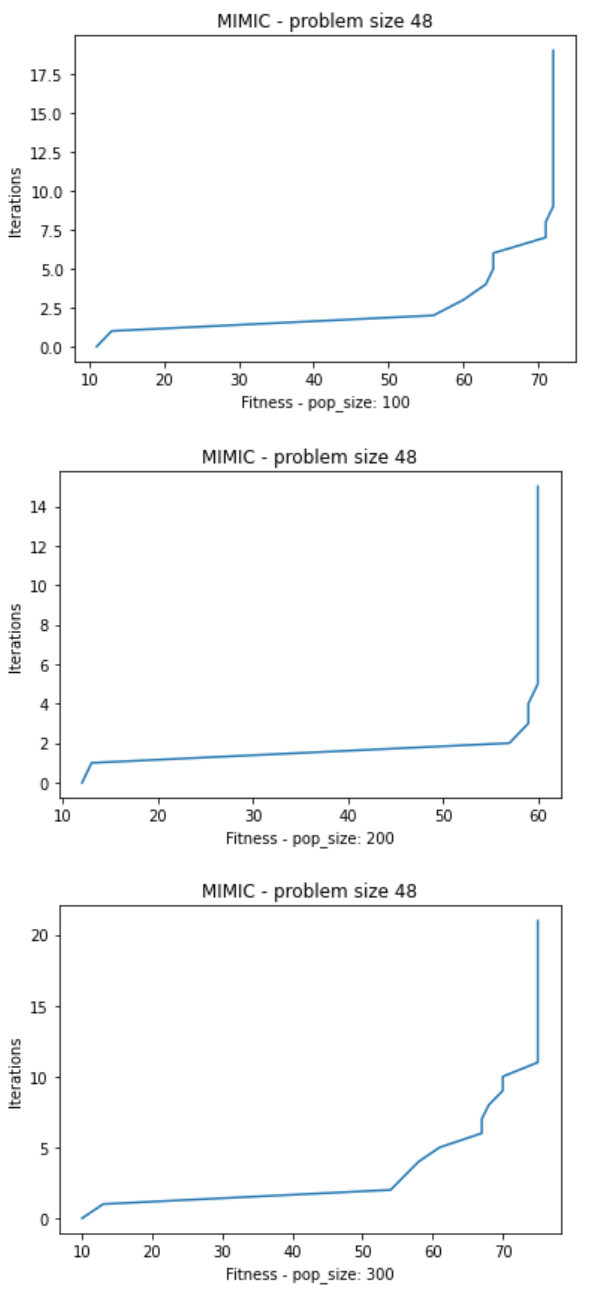 MIMIC - problem size 48
17.5
15.0
12.5
10.0
7.5
5.0
2.5
0.0
Iterations
10 20 30 40 50 60 70
Fitness - pop_size: 100
MIMIC - problem size 48
14
12
10
8
6
4
2
0
Iterations
10 20 30 40 50 60
Fitness - pop_size: 200
MIMIC - problem size 48
20
15
10
5
0
Iterations
10 20 30 40 50 60 70
Fitness - pop_size: 300